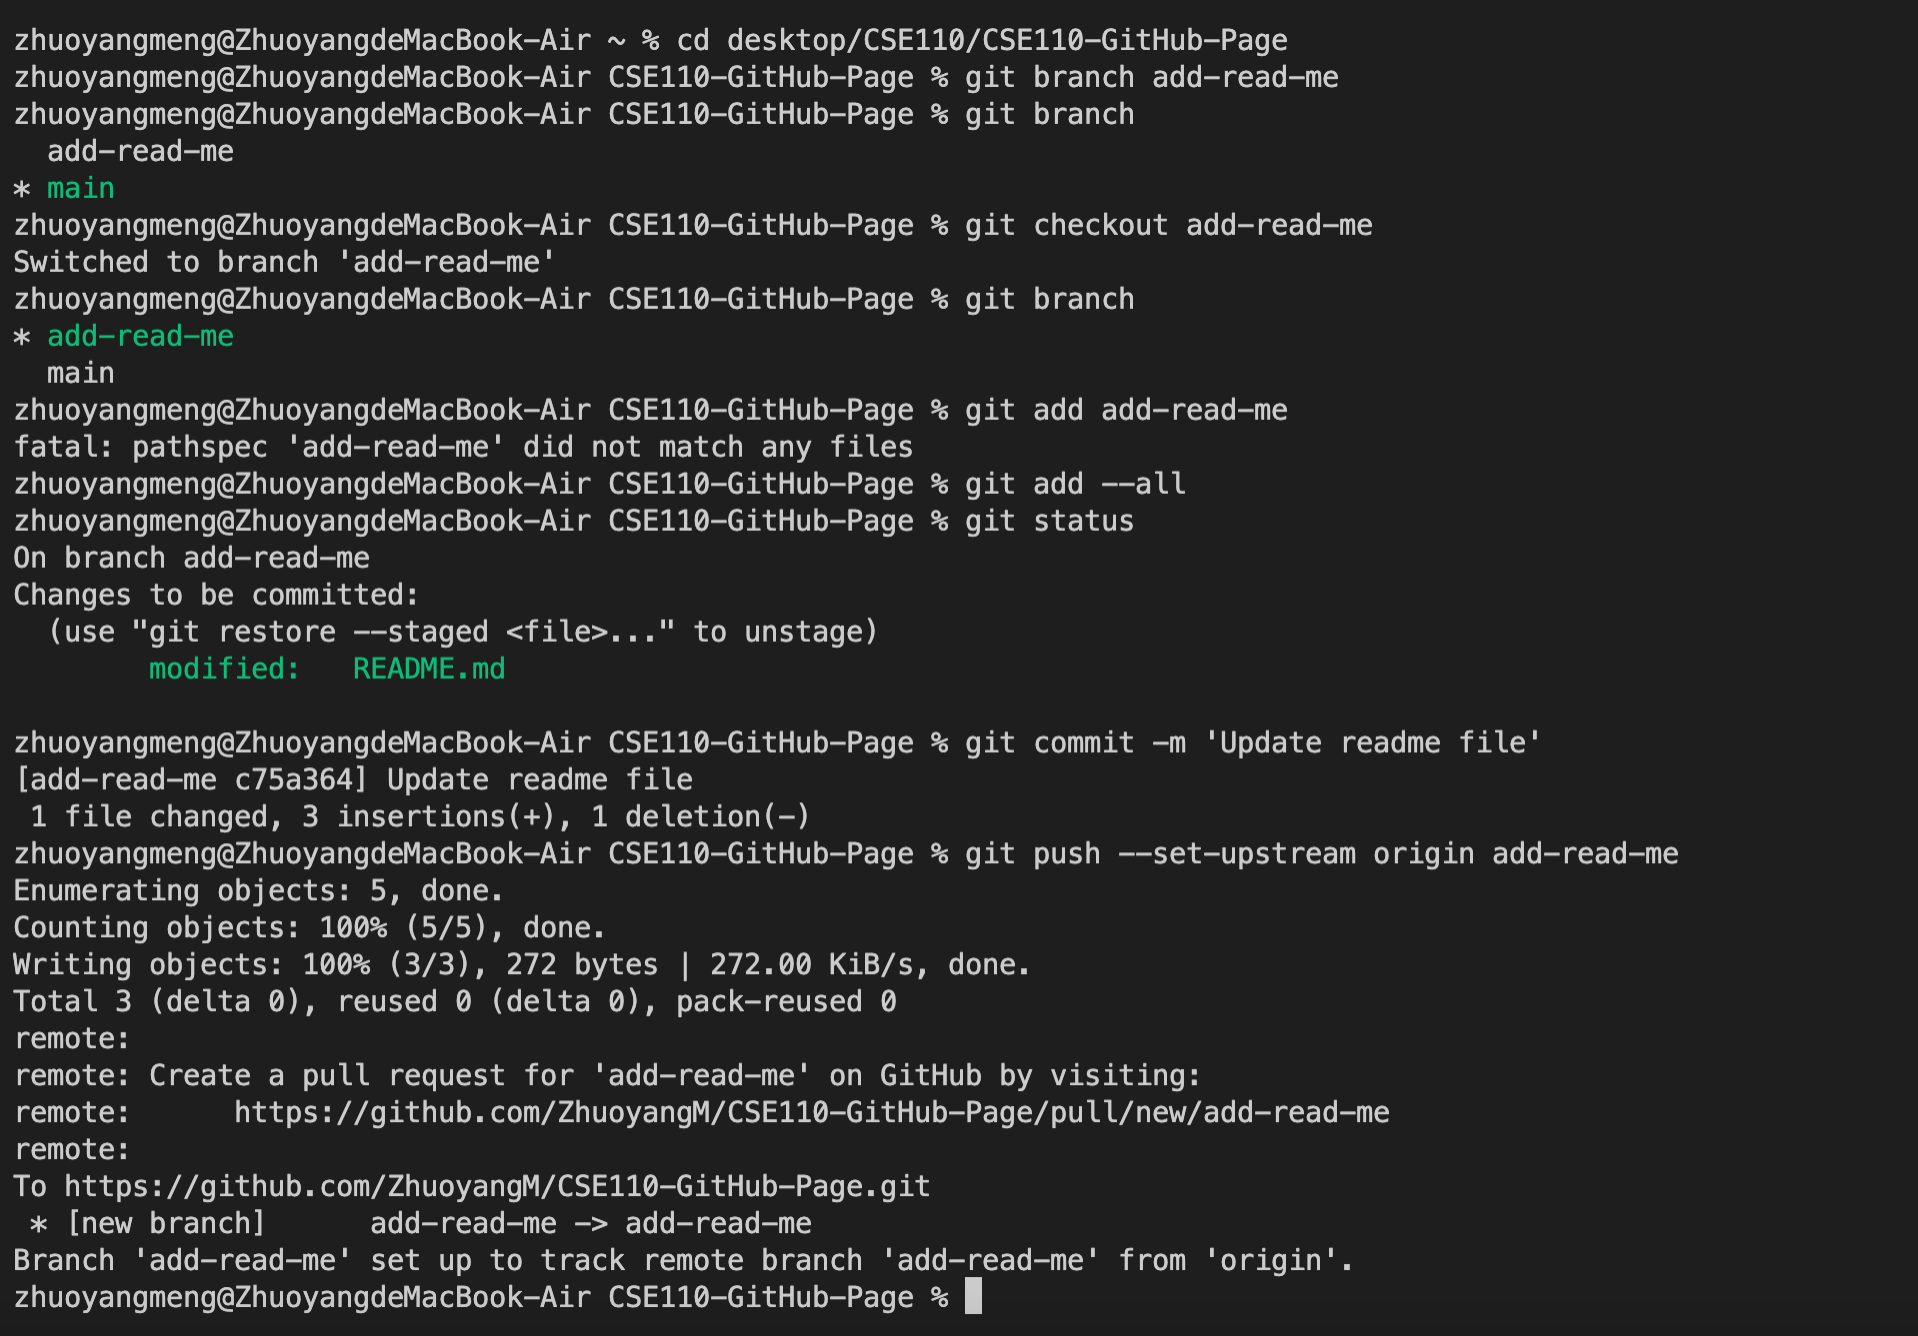 zhuoyangmeng@ZhuoyangdeMacBook-Air ~ % cd desktop/CSE110/CSE110-GitHub-Page
zhuoyangmeng@ZhuoyangdeMacBook-Air CSE110-GitHub-Page % git branch add-read-me
zhuoyangmeng@ZhuoyangdeMacBook-Air CSE110-GitHub-Page % git branch
  add-read-me
* main
zhuoyangmeng@ZhuoyangdeMacBook-Air CSE110-GitHub-Page % git checkout add-read-me
Switched to branch 'add-read-me'
zhuoyangmeng@ZhuoyangdeMacBook-Air CSE110-GitHub-Page % git branch
* add-read-me
  main
zhuoyangmeng@ZhuoyangdeMacBook-Air CSE110-GitHub-Page % git add add-read-me
fatal: pathspec 'add-read-me' did not match any files
zhuoyangmeng@ZhuoyangdeMacBook-Air CSE110-GitHub-Page % git add --all
zhuoyangmeng@ZhuoyangdeMacBook-Air CSE110-GitHub-Page % git status
On branch add-read-me
Changes to be committed:
  (use "git restore --staged <file>..." to unstage)
        modified:   README.md

zhuoyangmeng@ZhuoyangdeMacBook-Air CSE110-GitHub-Page % git commit -m 'Update readme file'
[add-read-me c75a364] Update readme file
 1 file changed, 3 insertions(+), 1 deletion(-)
zhuoyangmeng@ZhuoyangdeMacBook-Air CSE110-GitHub-Page % git push --set-upstream origin add-read-me
Enumerating objects: 5, done.
Counting objects: 100% (5/5), done.
Writing objects: 100% (3/3), 272 bytes | 272.00 KiB/s, done.
Total 3 (delta 0), reused 0 (delta 0), pack-reused 0
remote:
remote: Create a pull request for 'add-read-me' on GitHub by visiting:
remote:      https://github.com/ZhuoyangM/CSE110-GitHub-Page/pull/new/add-read-me
remote:
To https://github.com/ZhuoyangM/CSE110-GitHub-Page.git
 * [new branch]      add-read-me -> add-read-me
Branch 'add-read-me' set up to track remote branch 'add-read-me' from 'origin'.
zhuoyangmeng@ZhuoyangdeMacBook-Air CSE110-GitHub-Page %